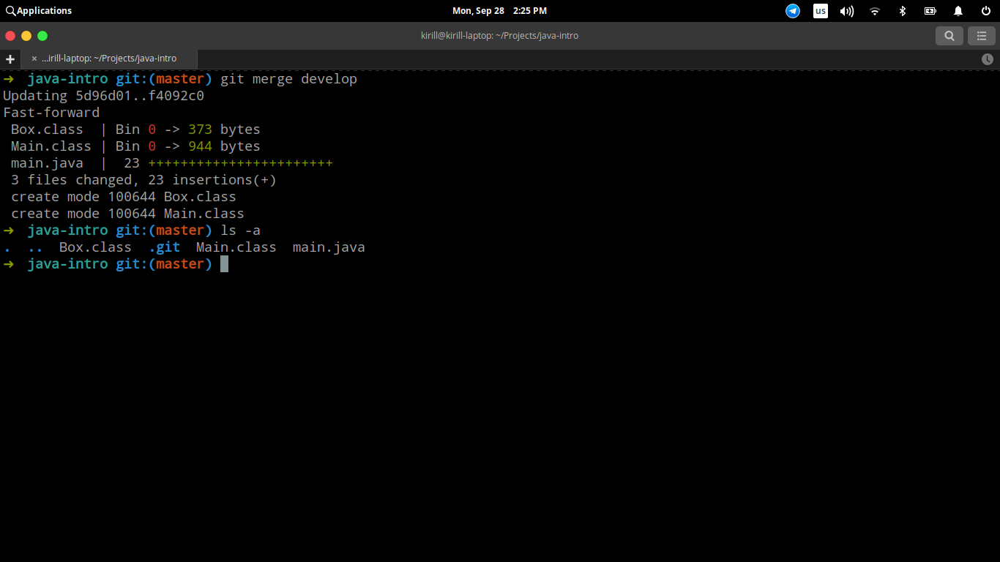 Applications
Mon, Sep 28 2:25 PM
us
kirill@kirill-laptop: ~/Projects/java-intro
+ × ...irill-laptop: ~/Projects/java-intro
➜ java-intro git:(master) git merge develop
Updating 5d96d01..f4092c0
Fast-forward
Box.class | Bin 0 -> 373 bytes
Main.class | Bin 0 -> 944 bytes
main.java | 23 +++++++++++++++++++++++
3 files changed, 23 insertions(+)
create mode 100644 Box.class
create mode 100644 Main.class
➜ java-intro git:(master) ls -a
. .. Box.class .git Main.class main.java
➜ java-intro git:(master)